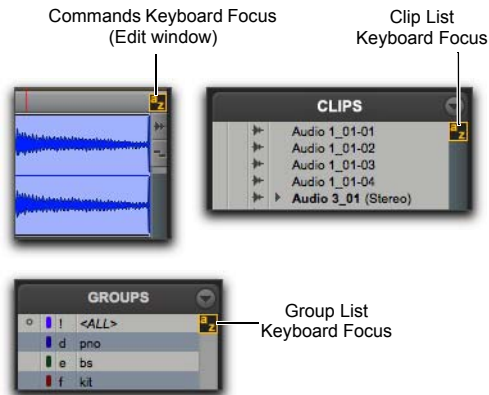 Commands Keyboard Focus
(Edit window)
Clip List
Keyboard Focus
a z
CLIPS
a z
Audio 1_01-01
Audio 1_01-02
Audio 1_01-03
Audio 1_01-04
Audio 3_01 (Stereo)
GROUPS
! <ALL>
a z
d pno
e bs
f kit
Group List
Keyboard Focus